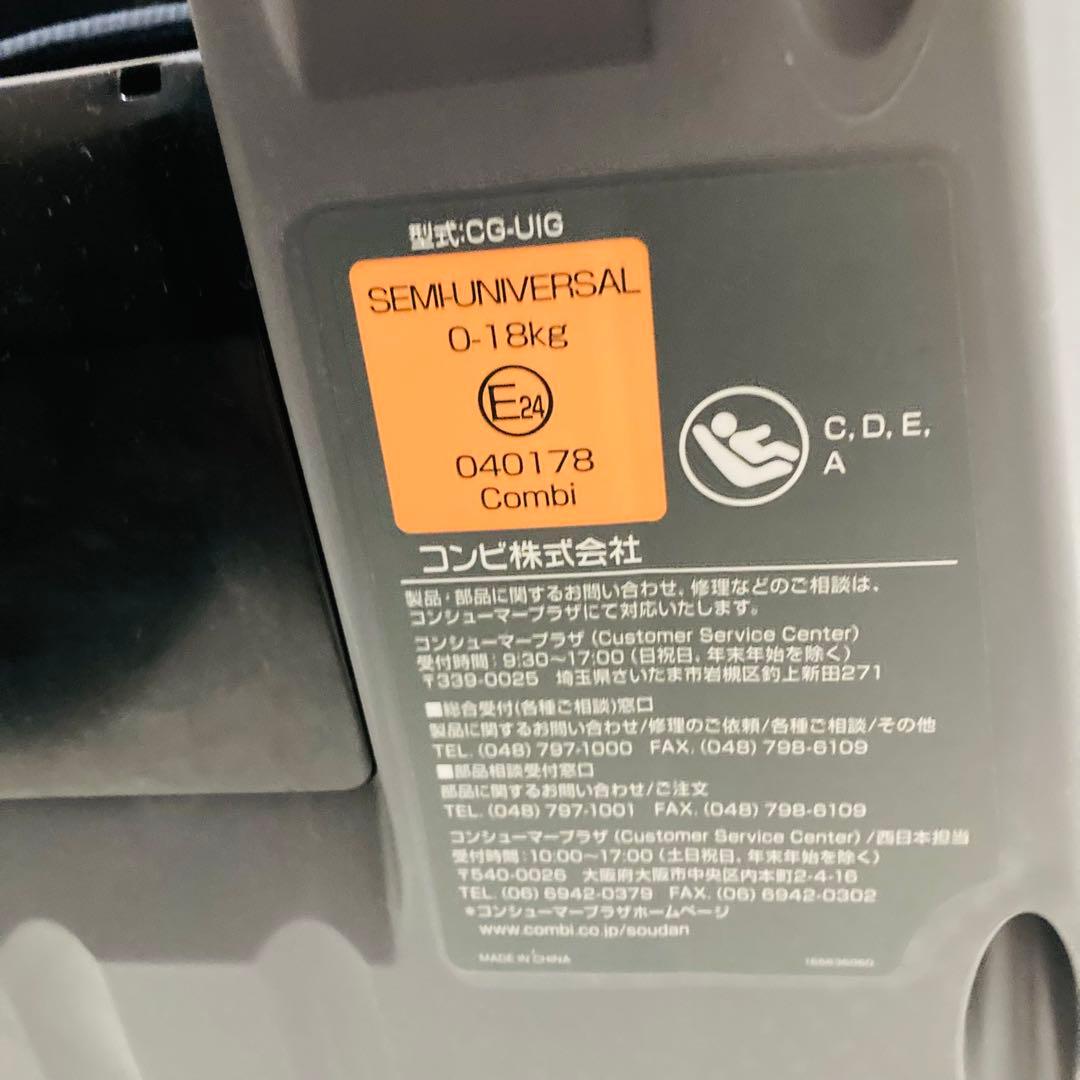 型式:CG-UIG
SEMI-UNIVERSAL
0-18kg
E24
040178
Combi
C, D, E,
A
コンビ株式会社
製品・部品に関するお問い合わせ、修理などのご相談は、
コンシューマープラザにて対応いたします。
コンシューマープラザ (Customer Service Center)
受付時間：9:30～17:00 (日祝日、年末年始を除く)
〒339-0025 埼玉県さいたま市岩槻区釣上新田271
■総合受付(各種ご相談)窓口
製品に関するお問い合わせ/修理のご依頼/各種ご相談/その他
TEL. (048) 797-1000 FAX. (048) 798-6109
■部品相談受付窓口
部品に関するお問い合わせ/ご注文
TEL. (048) 797-1001 FAX. (048) 798-6109
コンシューマープラザ (Customer Service Center) /西日本担当
受付時間：10:00～17:00 (土日祝日、年末年始を除く)
〒540-0026 大阪府大阪市中央区内本町2-4-16
TEL. (06) 6942-0379 FAX. (06) 6942-0302
*コンシューマープラザホームページ
www.combi.co.jp/soudan
MADE IN CHINA